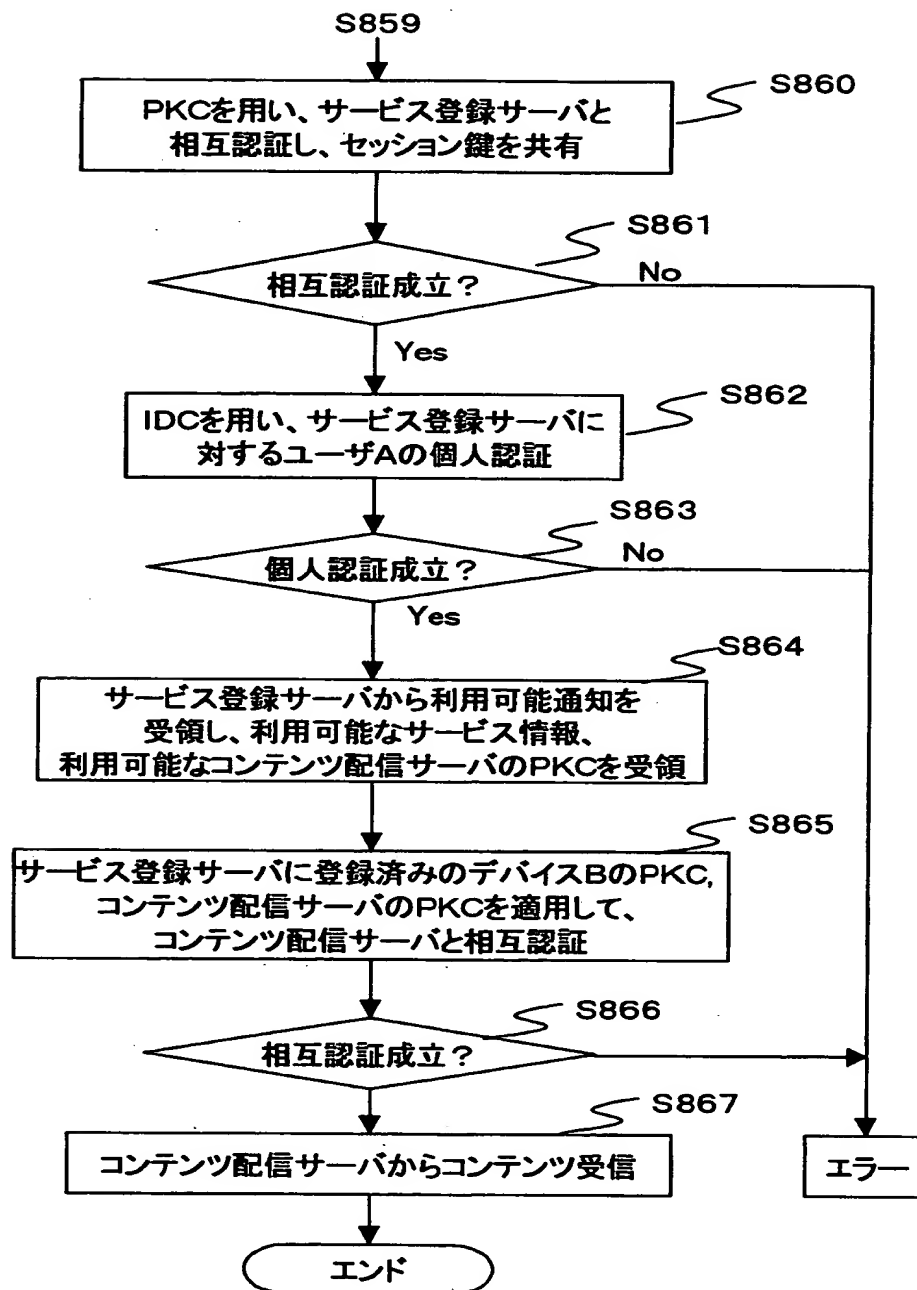 S859
S860
PKCを用い、サービス登録サーバと
相互認証し、セッション鍵を共有
S861
相互認証成立?
No
Yes
S862
IDCを用い、サービス登録サーバに
対するユーザAの個人認証
S863
個人認証成立?
No
Yes
S864
サービス登録サーバから利用可能通知を
受領し、利用可能なサービス情報、
利用可能なコンテンツ配信サーバのPKCを受領
S865
サービス登録サーバに登録済みのデバイスBのPKC,
コンテンツ配信サーバのPKCを適用して、
コンテンツ配信サーバと相互認証
S866
相互認証成立?
S867
コンテンツ配信サーバからコンテンツ受信
エラー
エンド